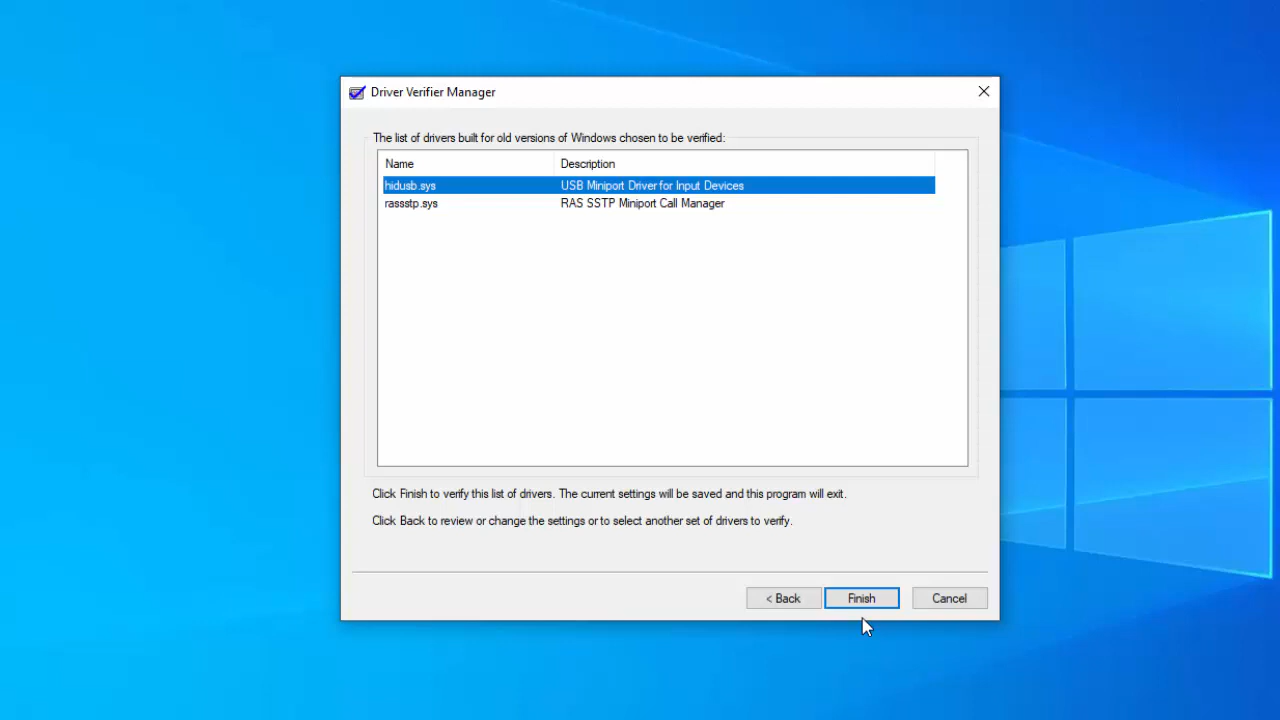 Driver Verifier Manager
The list of drivers built for old versions of Windows chosen to be verified:
Name Description
hidusb.sys USB Miniport Driver for Input Devices
rassstp.sys RAS SSTP Miniport Call Manager
Click Finish to verify this list of drivers. The current settings will be saved and this program will exit.
Click Back to review or change the settings or to select another set of drivers to verify.
< Back Finish Cancel